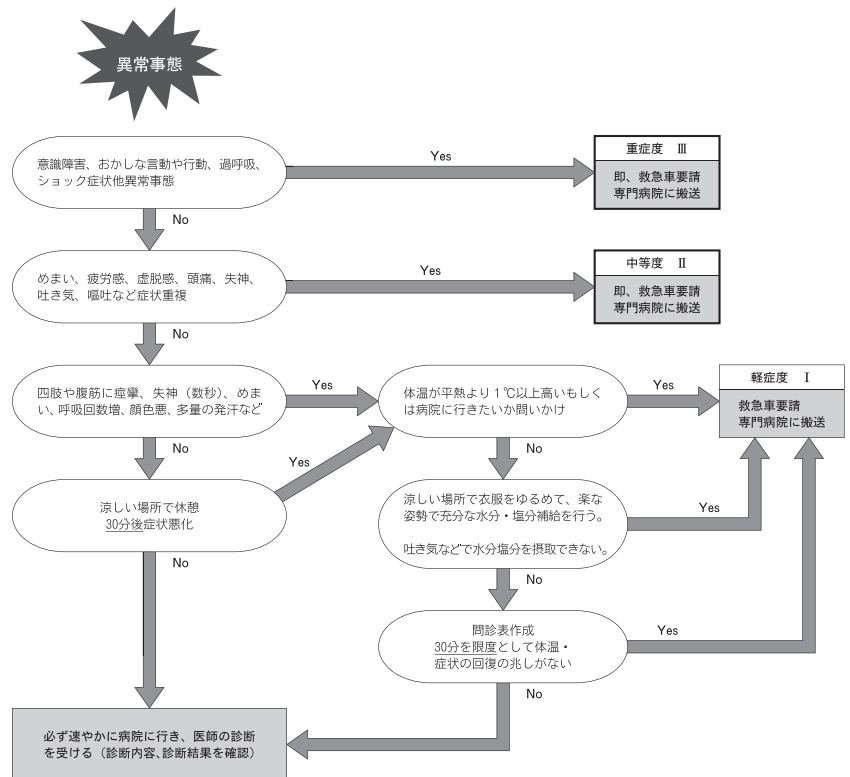 異常事態
意識障害、おかしな言動や行動、過呼吸、
ショック症状他異常事態
Yes
重症度 Ⅲ
即、救急車要請
専門病院に搬送
No
めまい、疲労感、虚脱感、頭痛、失神、
吐き気、嘔吐など症状重複
Yes
中等度 Ⅱ
即、救急車要請
専門病院に搬送
No
四肢や腹筋に痙攣、失神（数秒）、めま
い、呼吸回数増、顔色悪、多量の発汗など
Yes
体温が平熱より１℃以上高いもしく
は病院に行きたいか問いかけ
Yes
軽症度 Ⅰ
救急車要請
専門病院に搬送
No
Yes
No
涼しい場所で休憩
30分後症状悪化
涼しい場所で衣服をゆるめて、楽な
姿勢で充分な水分・塩分補給を行う。
吐き気などで水分塩分を摂取できない。
Yes
No
No
問診表作成
30分を限度として体温・
症状の回復の兆しがない
Yes
No
必ず速やかに病院に行き、医師の診断
を受ける（診断内容、診断結果を確認）